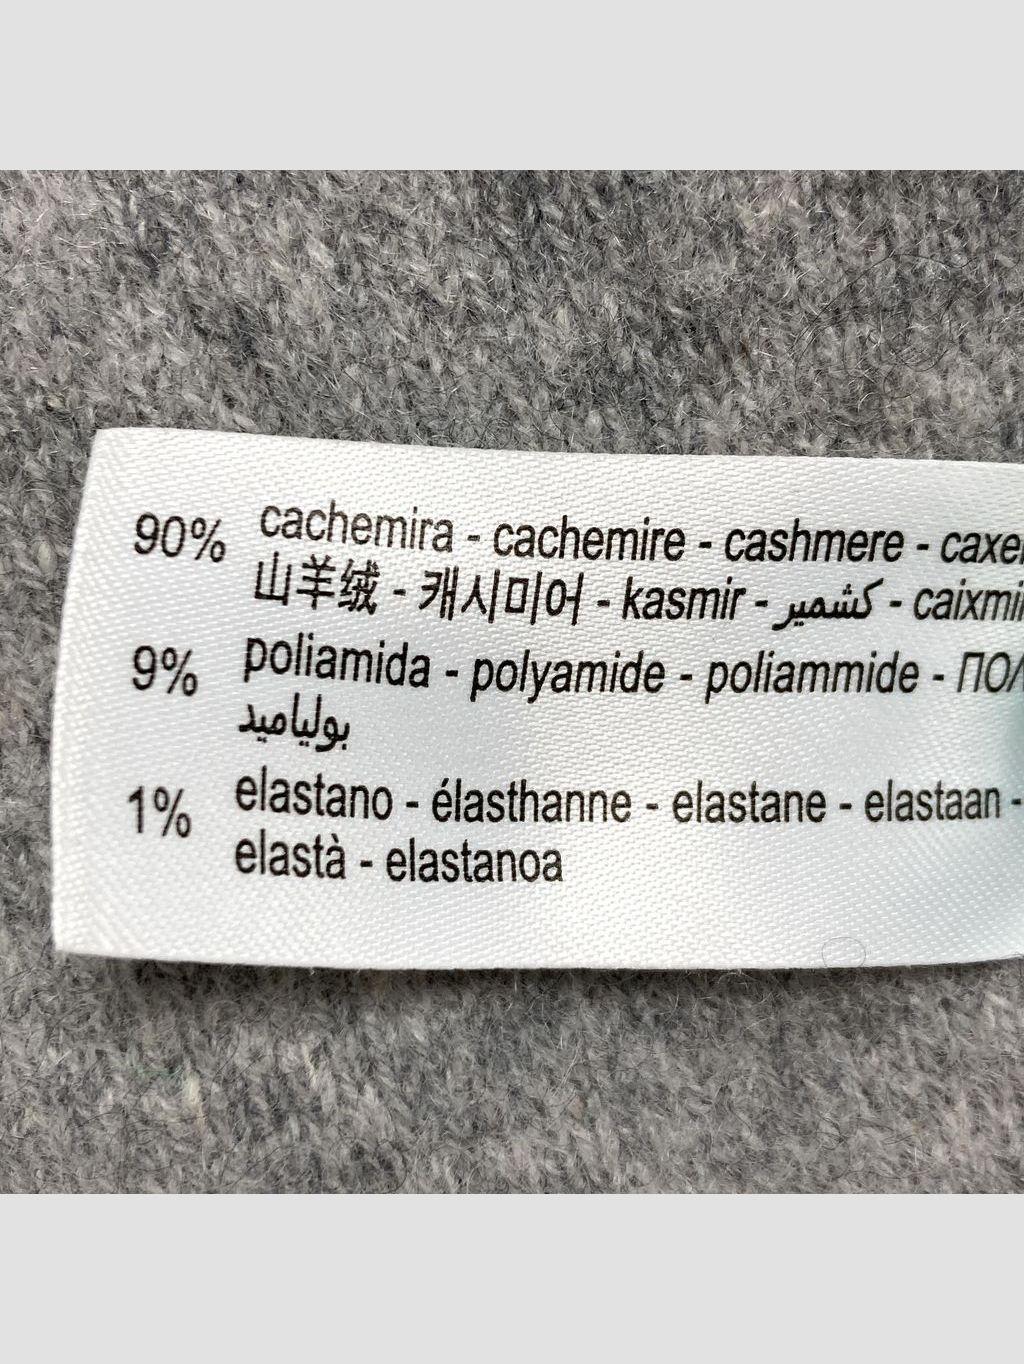 90% cachemira - cachemire - cashmere -
山羊绒 - 캐시미어 - kasmir - كشمير -
9% poliamida - polyamide - poliammide -
بولياميد
1% elastano - élasthanne - elastane - elastaan -
elastà - elastanoa